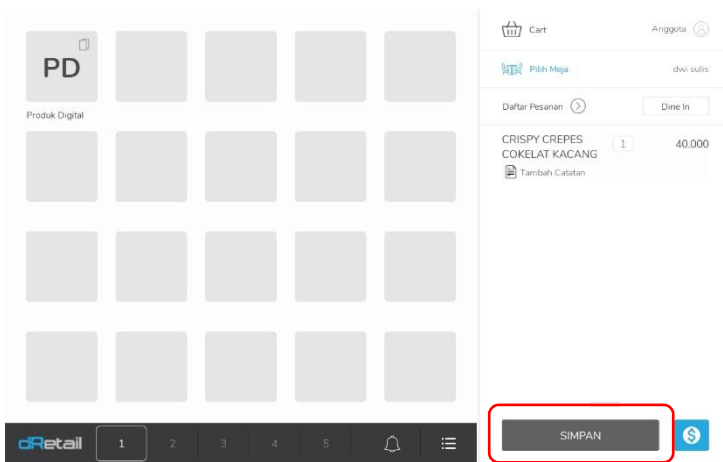 PD
Produk Digital
Cart
Anggota
Pilih Meja
dwi sulis
Daftar Pesanan
Dine In
CRISPY CREPES
COKELAT KACANG
1
40.000
Tambah Catatan
dRetail
1
2
3
4
5
SIMPAN
$